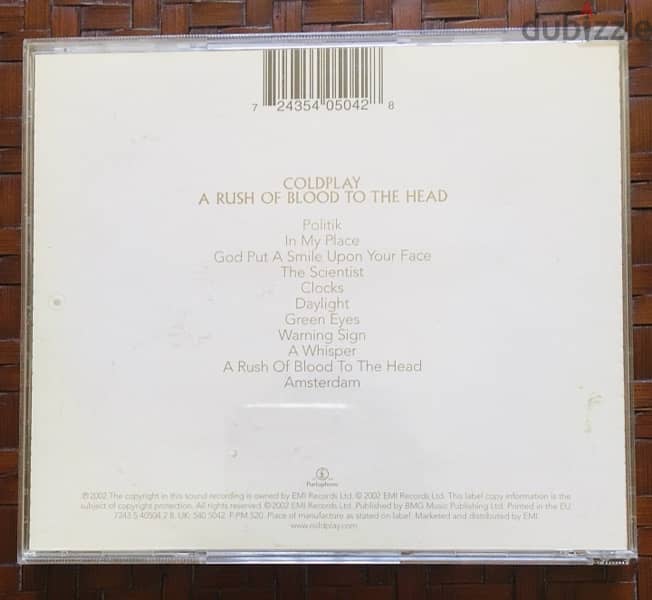 dubizzle
7 24354 05042 8
COLDPLAY
A RUSH OF BLOOD TO THE HEAD
Politik
In My Place
God Put A Smile Upon Your Face
The Scientist
Clocks
Daylight
Green Eyes
Warning Sign
A Whisper
A Rush Of Blood To The Head
Amsterdam
Parlophone
℗ 2002 The copyright in this sound recording is owned by EMI Records Ltd. © 2002 EMI Records Ltd. This label copy information is the
subject of copyright protection. All rights reserved. ©2002 EMI Records Ltd. Published by BMG Music Publishing Ltd. Printed in the EU.
7243 5 40504 2 8. UK: 540 5042. P.PM 520. Place of manufacture as stated on label. Marketed and distributed by EMI.
www.coldplay.com